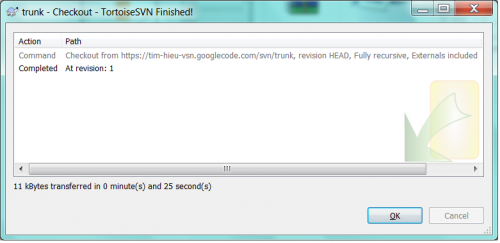 trunk - Checkout - TortoiseSVN Finished!
Action Path
Command Checkout from https://tim-hieu-vsn.googlecode.com/svn/trunk, revision HEAD, Fully recursive, Externals included
Completed At revision: 1
11 kBytes transferred in 0 minute(s) and 25 second(s)
OK Cancel